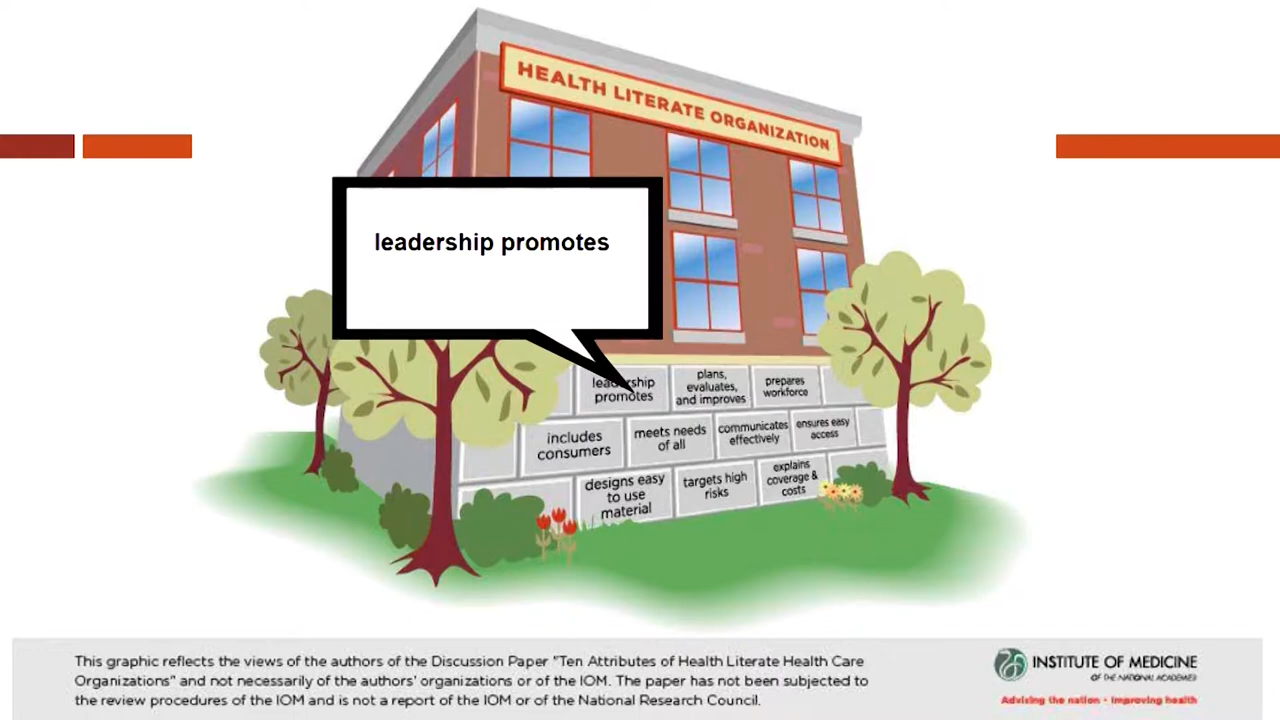 HEALTH LITERATE ORGANIZATION
leadership promotes
leadership
promotes
plans,
evaluates,
and improves
prepares
workforce
includes
consumers
meets needs
of all
communicates
effectively
ensures easy
access
designs easy
to use
material
targets high
risks
explains
coverage &
costs
This graphic reflects the views of the authors of the Discussion Paper "Ten Attributes of Health Literate Health Care
Organizations" and not necessarily of the authors' organizations or of the IOM. The paper has not been subjected to
the review procedures of the IOM and is not a report of the IOM or of the National Research Council.
INSTITUTE OF MEDICINE
OF THE NATIONAL ACADEMIES
Advising the nation • Improving health